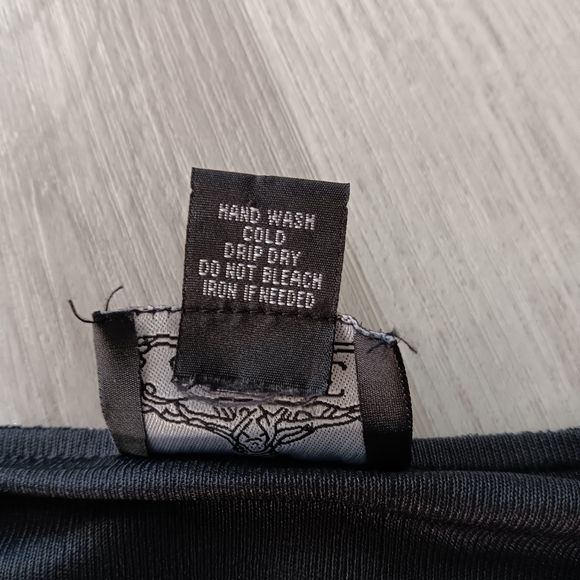 HAND WASH
COLD
DRIP DRY
DO NOT BLEACH
IRON IF NEEDED